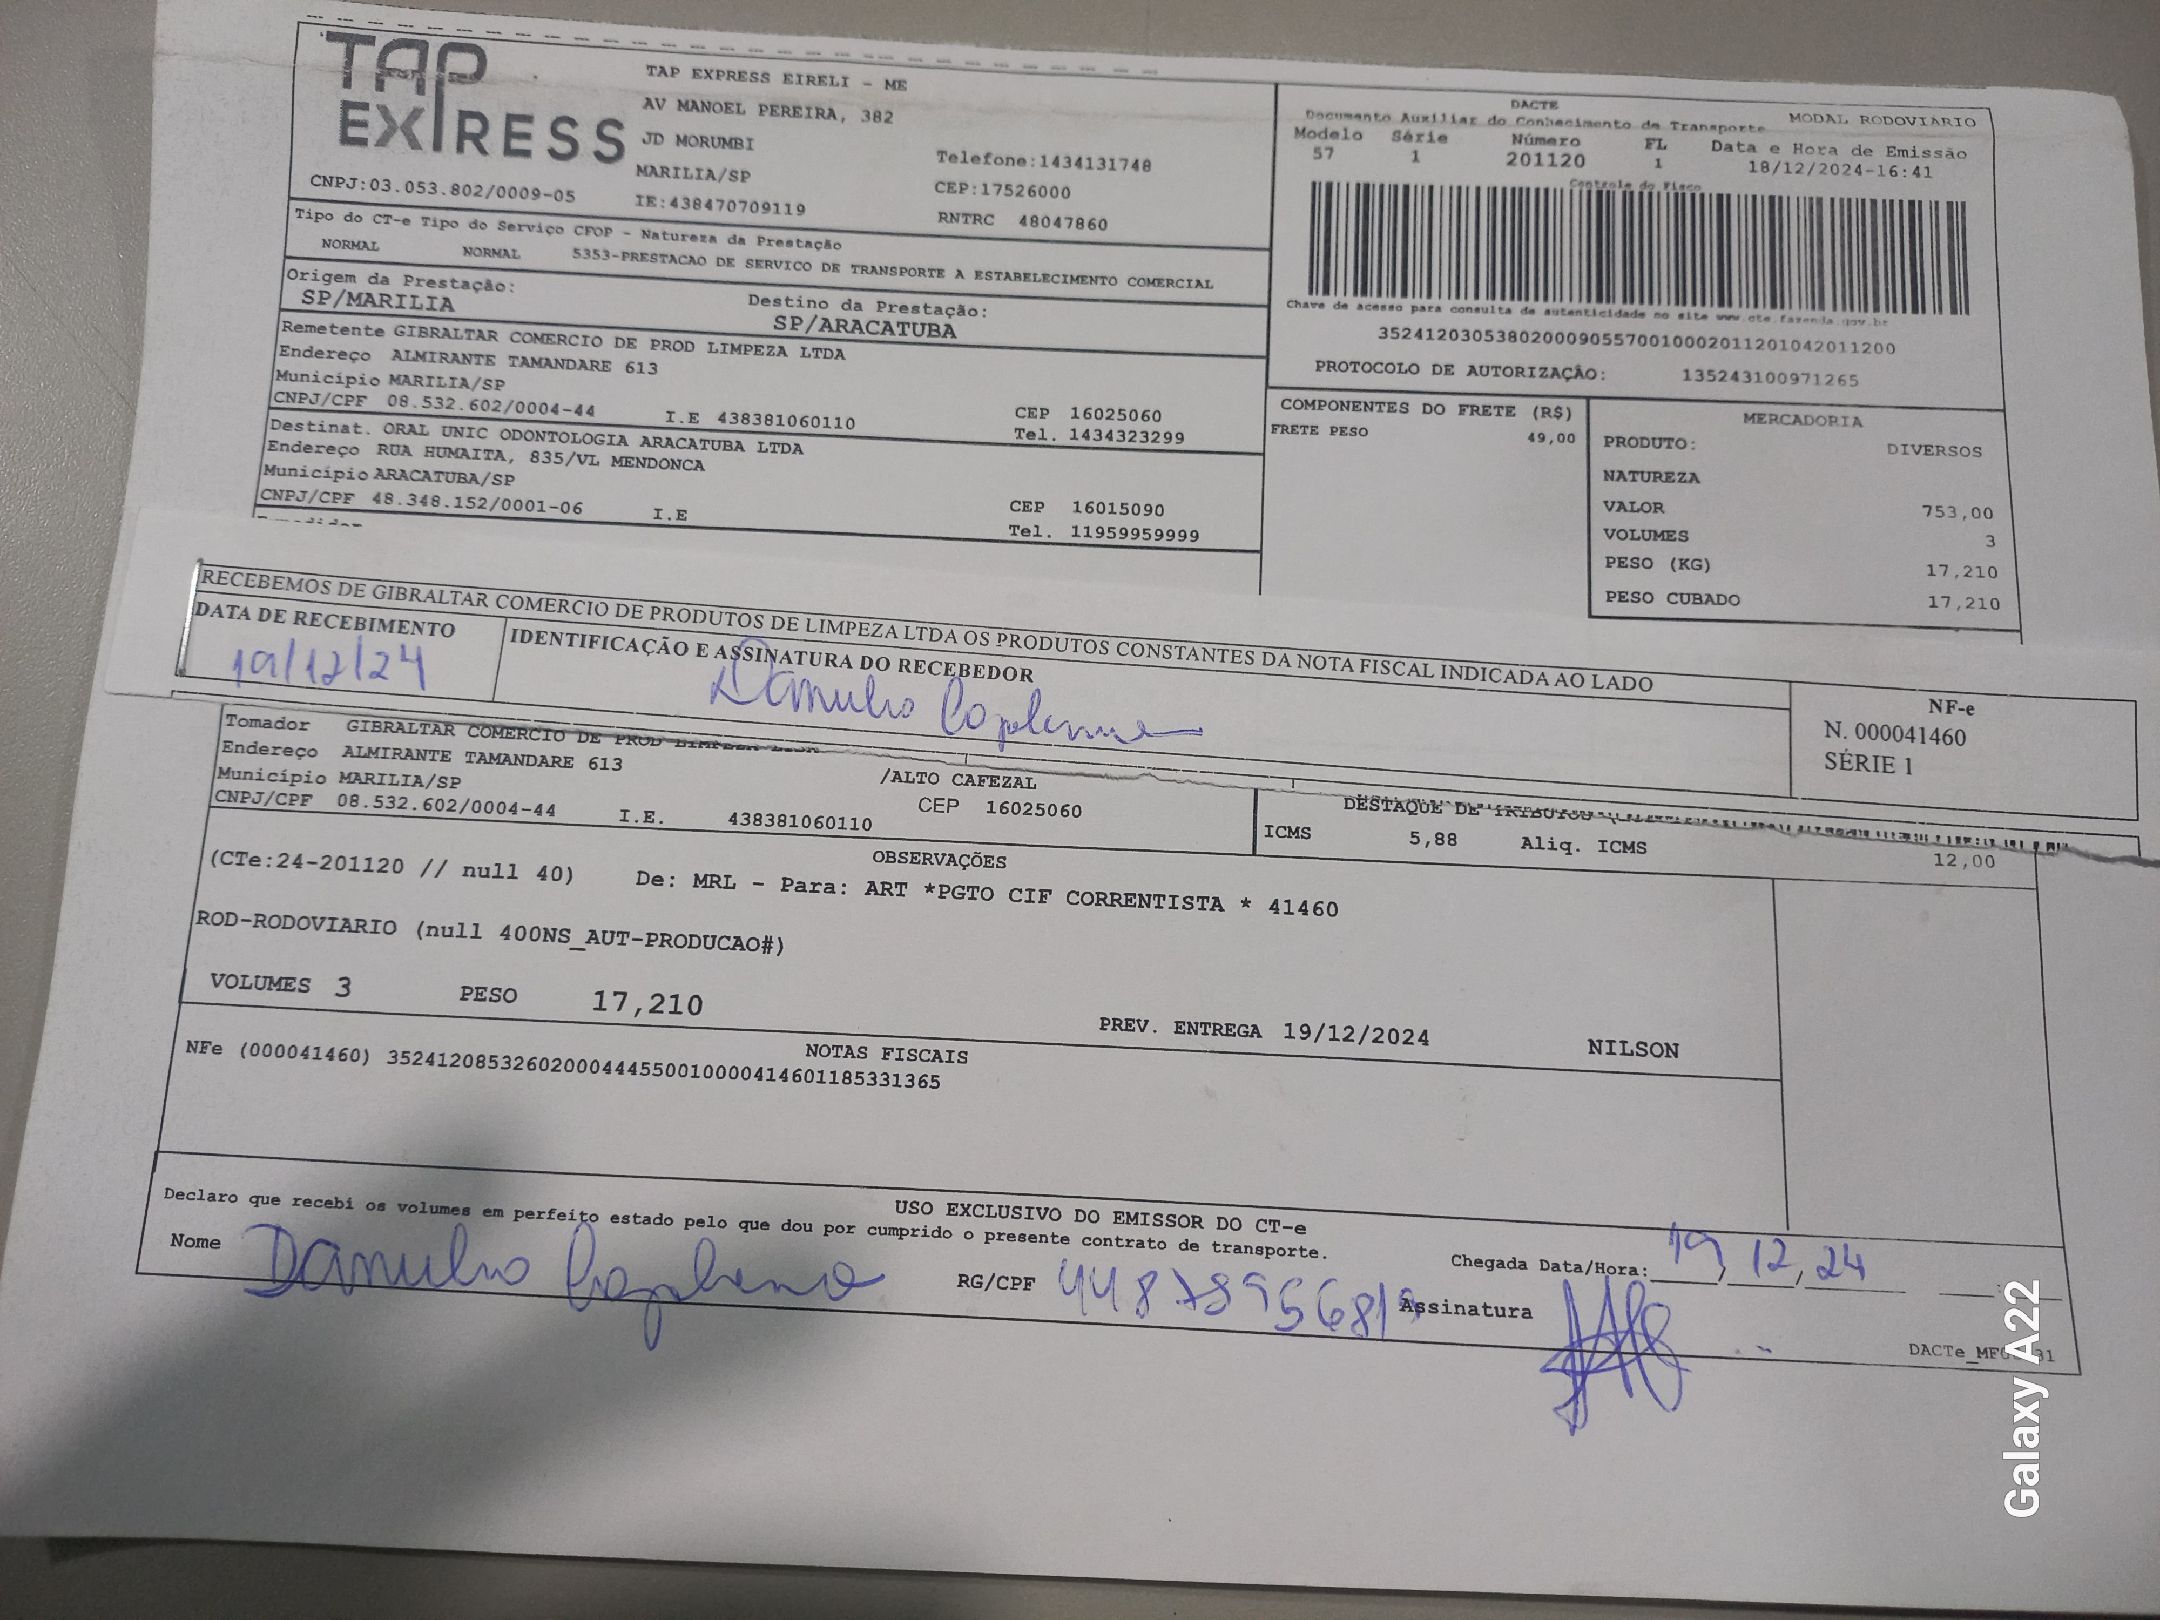 TAP
EXPRESS
TAP EXPRESS EIRELI - ME
AV MANOEL PEREIRA, 382
JD MORUMBI
MARILIA/SP
Telefone:1434131748
CEP:17526000
CNPJ:03.053.802/0009-05
IE:438470709119
RNTRC 48047860
DACTE
MODAL RODOVIARIO
Documento Auxiliar do Conhecimento de Transporte
Modelo Série Número FL Data e Hora de Emissão
57 1 201120 1 18/12/2024-16:41
Controle do Fisco
Chave de acesso para consulta de autenticidade no site www.cte.fazenda.gov.br
35241203053802000905570010002011201042011200
PROTOCOLO DE AUTORIZAÇÃO: 135243100971265
Tipo do CT-e Tipo do Serviço CFOP - Natureza da Prestação
NORMAL NORMAL 5353-PRESTACAO DE SERVICO DE TRANSPORTE A ESTABELECIMENTO COMERCIAL
Origem da Prestação:
SP/MARILIA
Destino da Prestação:
SP/ARACATUBA
Remetente GIBRALTAR COMERCIO DE PROD LIMPEZA LTDA
Endereço ALMIRANTE TAMANDARE 613
Município MARILIA/SP
CNPJ/CPF 08.532.602/0004-44 I.E 438381060110
CEP 16025060
Tel. 1434323299
Destinat. ORAL UNIC ODONTOLOGIA ARACATUBA LTDA
Endereço RUA HUMAITA, 835/VL MENDONCA
Município ARACATUBA/SP
CNPJ/CPF 48.348.152/0001-06 I.E
CEP 16015090
Tel. 11959959999
COMPONENTES DO FRETE (R$)
FRETE PESO 49,00
MERCADORIA
PRODUTO: DIVERSOS
NATUREZA
VALOR 753,00
VOLUMES 3
PESO (KG) 17,210
PESO CUBADO 17,210
RECEBEMOS DE GIBRALTAR COMERCIO DE PRODUTOS DE LIMPEZA LTDA OS PRODUTOS CONSTANTES DA NOTA FISCAL INDICADA AO LADO
DATA DE RECEBIMENTO
19/12/24
IDENTIFICAÇÃO E ASSINATURA DO RECEBEDOR
NF-e
N. 000041460
SÉRIE 1
Tomador GIBRALTAR COMERCIO DE PROD LIMPEZA LTDA
Endereço ALMIRANTE TAMANDARE 613
/ALTO CAFEZAL
Município MARILIA/SP
CEP 16025060
CNPJ/CPF 08.532.602/0004-44 I.E. 438381060110
DESTAQUE DE TRIBUTOS
ICMS 5,88 Aliq. ICMS 12,00
OBSERVAÇÕES
(CTe:24-201120 // null 40) De: MRL - Para: ART *PGTO CIF CORRENTISTA * 41460
ROD-RODOVIARIO (null 400NS_AUT-PRODUCAO#)
VOLUMES 3 PESO 17,210
PREV. ENTREGA 19/12/2024 NILSON
NOTAS FISCAIS
NFe (000041460) 35241208532602000444550010000414601185331365
USO EXCLUSIVO DO EMISSOR DO CT-e
Declaro que recebi os volumes em perfeito estado pelo que dou por cumprido o presente contrato de transporte.
Nome
RG/CPF
Chegada Data/Hora: 19, 12, 24
Assinatura
Galaxy A22